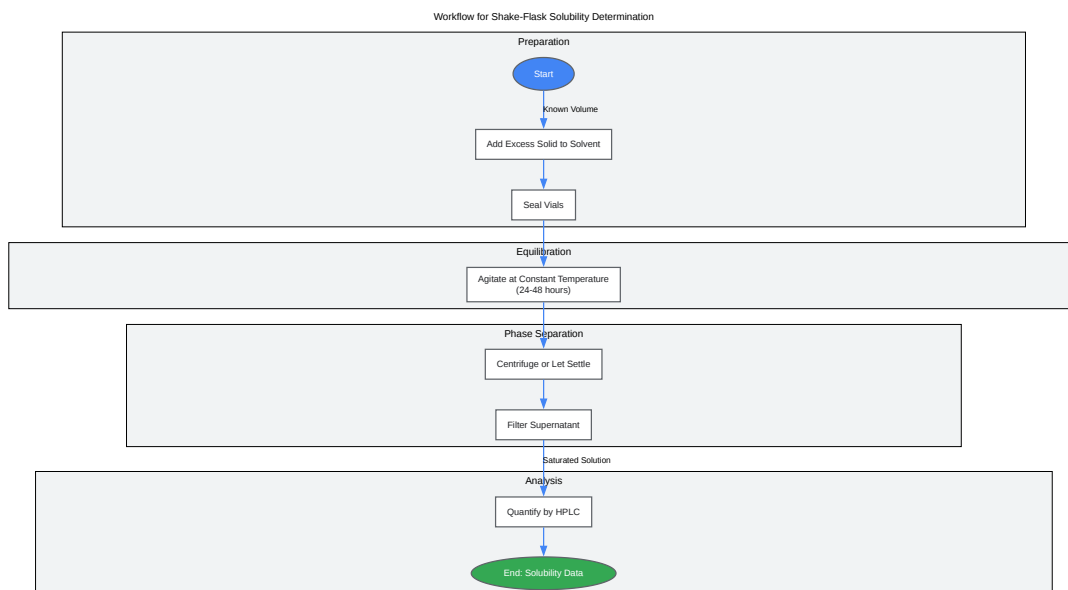 Workflow for Shake-Flask Solubility Determination
Preparation
Start
Known Volume
Add Excess Solid to Solvent
Seal Vials
Equilibration
Agitate at Constant Temperature
(24-48 hours)
Phase Separation
Centrifuge or Let Settle
Filter Supernatant
Saturated Solution
Analysis
Quantify by HPLC
End: Solubility Data